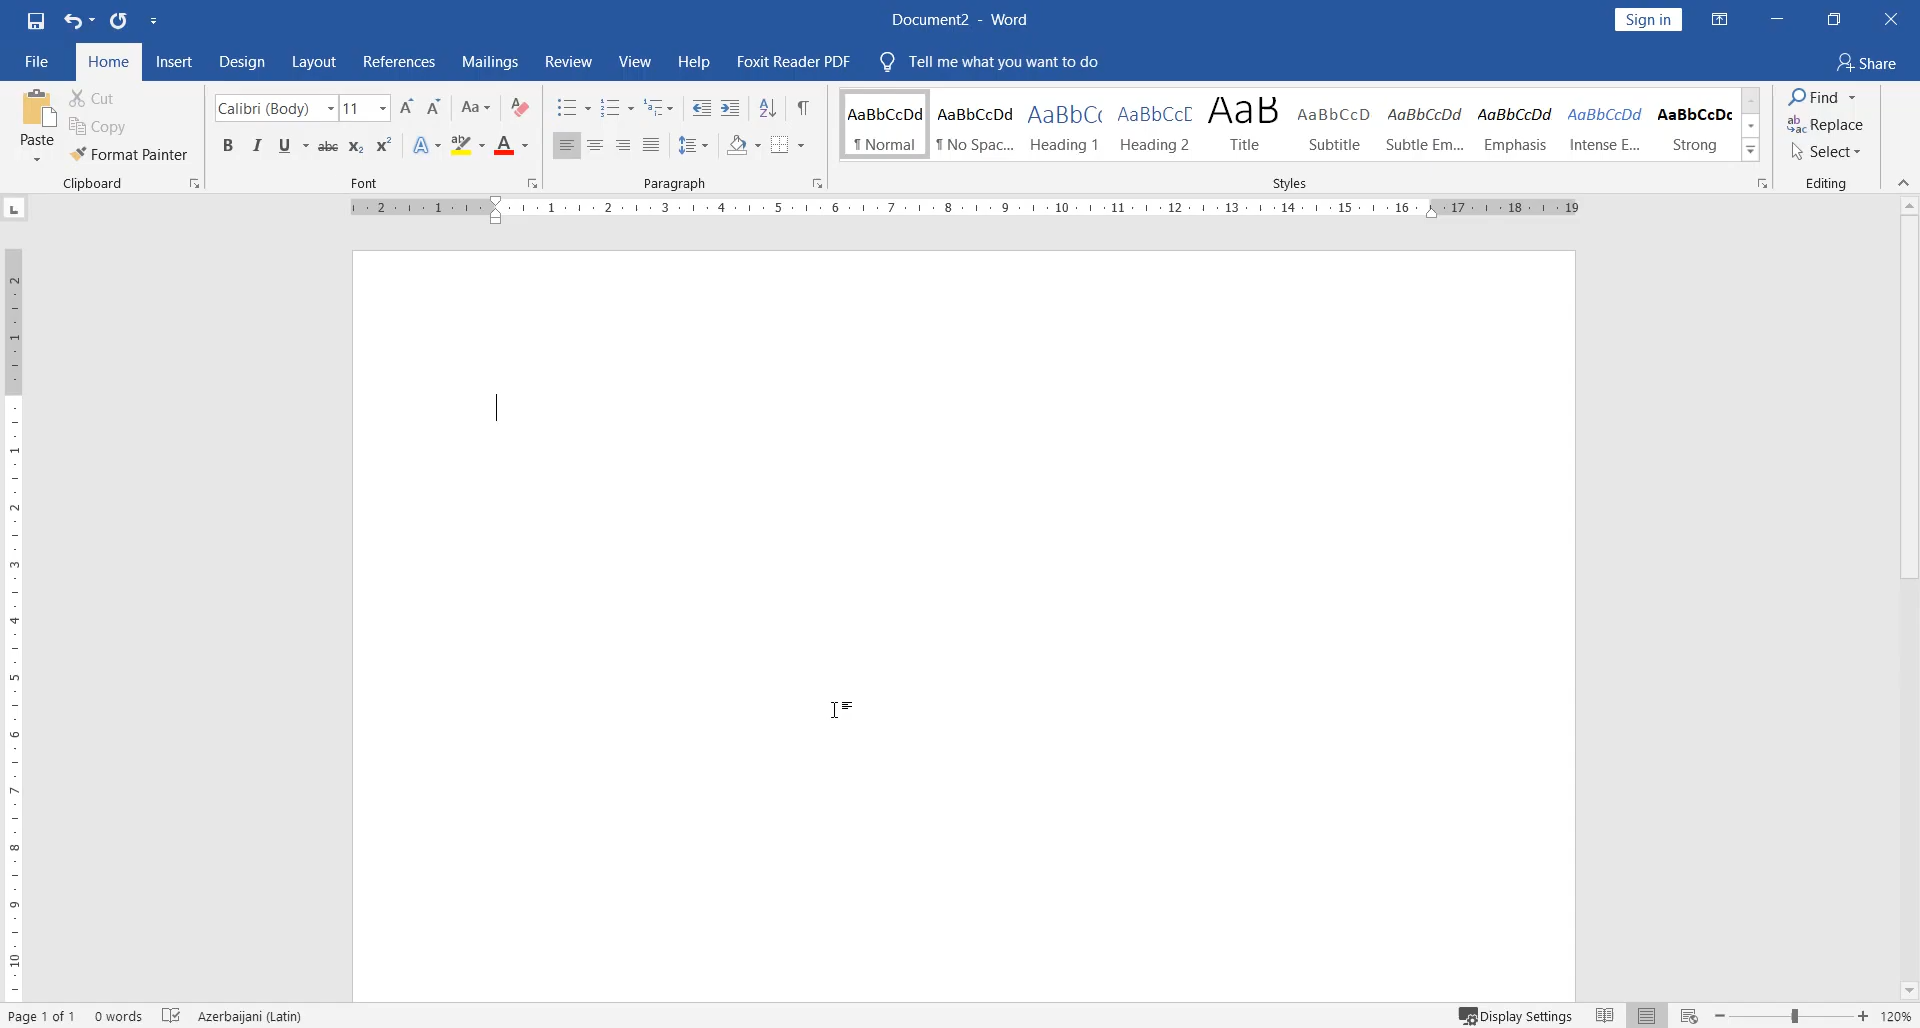 Document2 - Word
Sign in
File Home Insert Design Layout References Mailings Review View Help Foxit Reader PDF Tell me what you want to do Share
Paste
Cut
Copy
Format Painter
Clipboard
Calibri (Body) 11
Font
Paragraph
AaBbCcDd AaBbCcDd AaBbC AaBbCcD AaB AaBbCcD AaBbCcDd AaBbCcDd AaBbCcDd AaBbCcDc
¶ Normal ¶ No Spac... Heading 1 Heading 2 Title Subtitle Subtle Em... Emphasis Intense E... Strong
Styles
Find
Replace
Select
Editing
2 1 1 2 3 4 5 6 7 8 9 10 11 12 13 14 15 16 17 18 19
2
1
1
2
3
4
5
6
7
8
9
10
Page 1 of 1 0 words Azerbaijani (Latin) Display Settings 120%